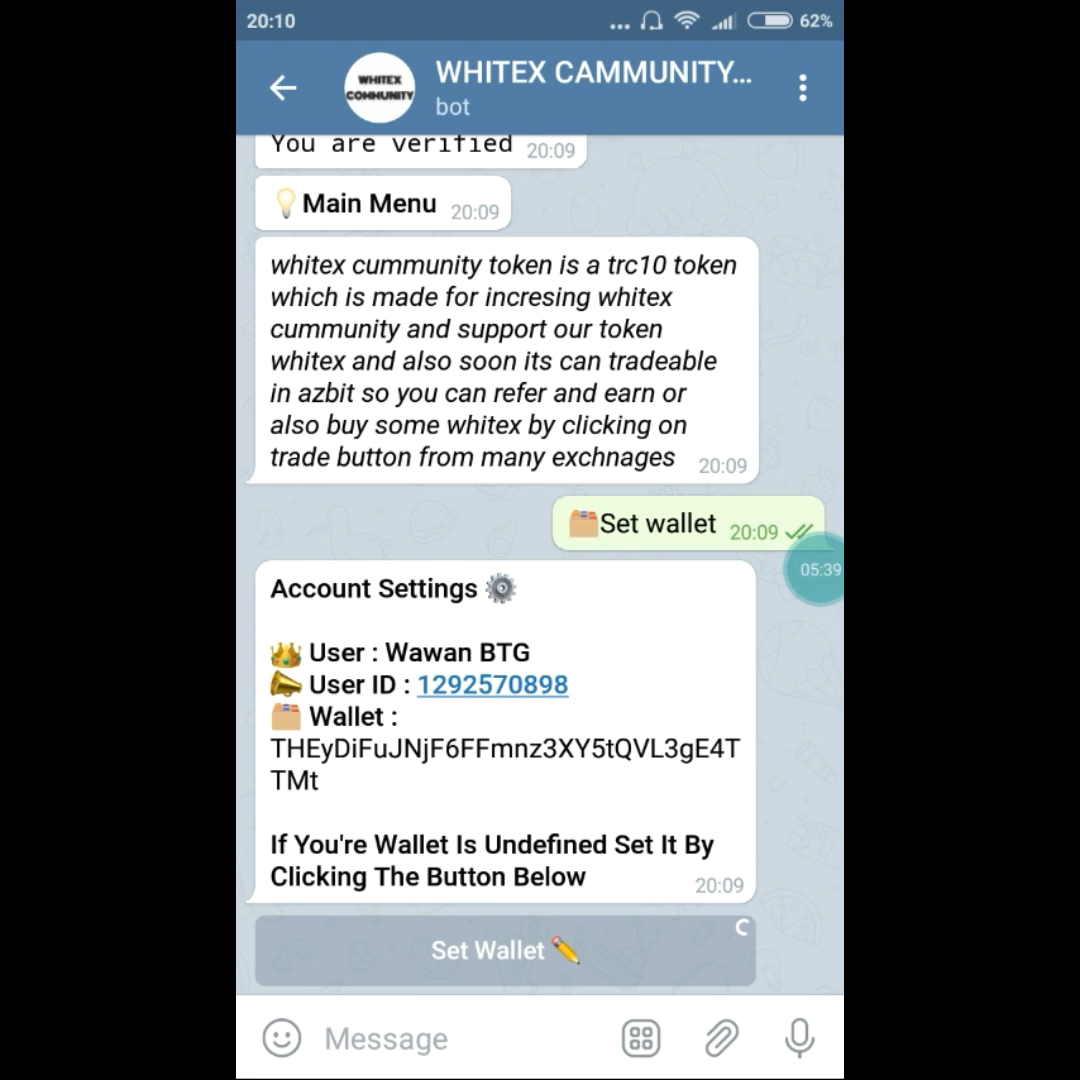 20:10
62%
WHITEX
COMMUNITY
WHITEX CAMMUNITY...
bot
You are verified 20:09
Main Menu 20:09
whitex cummunity token is a trc10 token
which is made for incresing whitex
cummunity and support our token
whitex and also soon its can tradeable
in azbit so you can refer and earn or
also buy some whitex by clicking on
trade button from many exchnages 20:09
Set wallet 20:09
05:39
Account Settings
User : Wawan BTG
User ID : 1292570898
Wallet :
THEyDiFuJNjF6FFmnz3XY5tQVL3gE4T
TMt
If You're Wallet Is Undefined Set It By
Clicking The Button Below 20:09
Set Wallet
Message